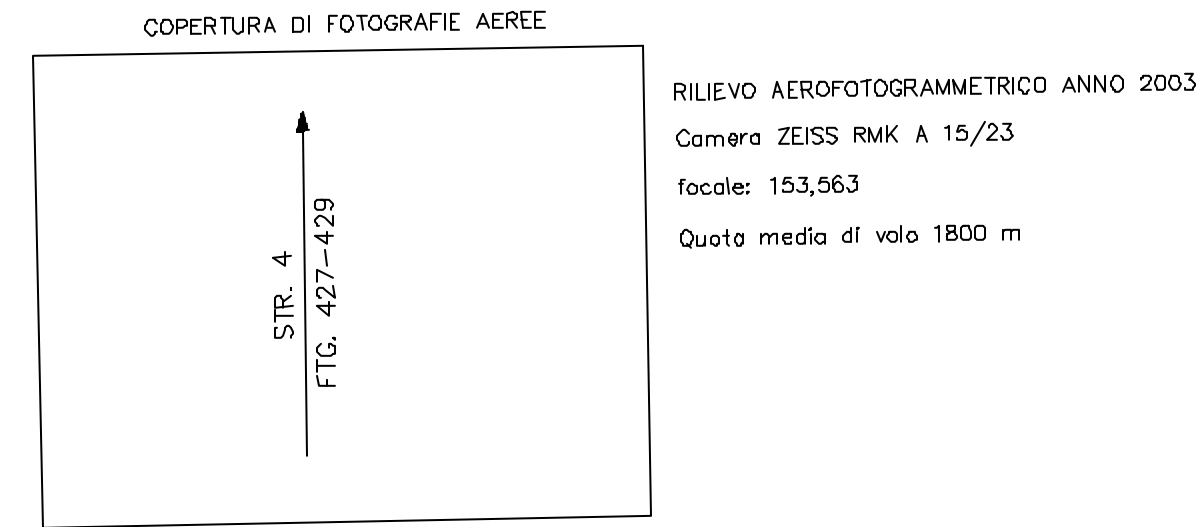 COPERTURA DI FOTOGRAFIE AEREE
STR. 4
FTG. 427-429
RILIEVO AEROFOTOGRAMMETRICO ANNO 2003
Camera ZEISS RMK A 15/23
focale: 153,563
Quota media di volo 1800 m